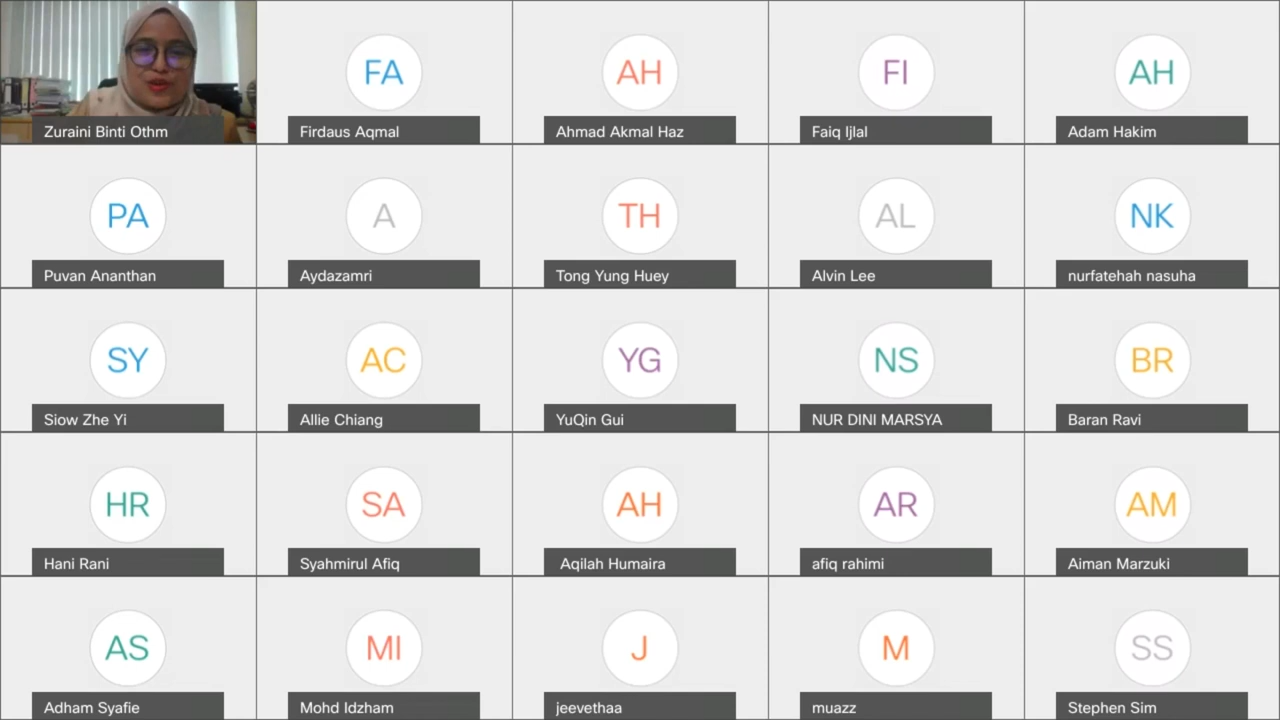 Zuraini Binti Othm
FA
Firdaus Aqmal
AH
Ahmad Akmal Haz
FI
Faiq Ijlal
AH
Adam Hakim
PA
Puvan Ananthan
A
Aydazamri
TH
Tong Yung Huey
AL
Alvin Lee
NK
nurfatehah nasuha
SY
Siow Zhe Yi
AC
Allie Chiang
YG
YuQin Gui
NS
NUR DINI MARSYA
BR
Baran Ravi
HR
Hani Rani
SA
Syahmirul Afiq
AH
Aqilah Humaira
AR
afiq rahimi
AM
Aiman Marzuki
AS
Adham Syafie
MI
Mohd Idzham
J
jeevethaa
M
muazz
SS
Stephen Sim